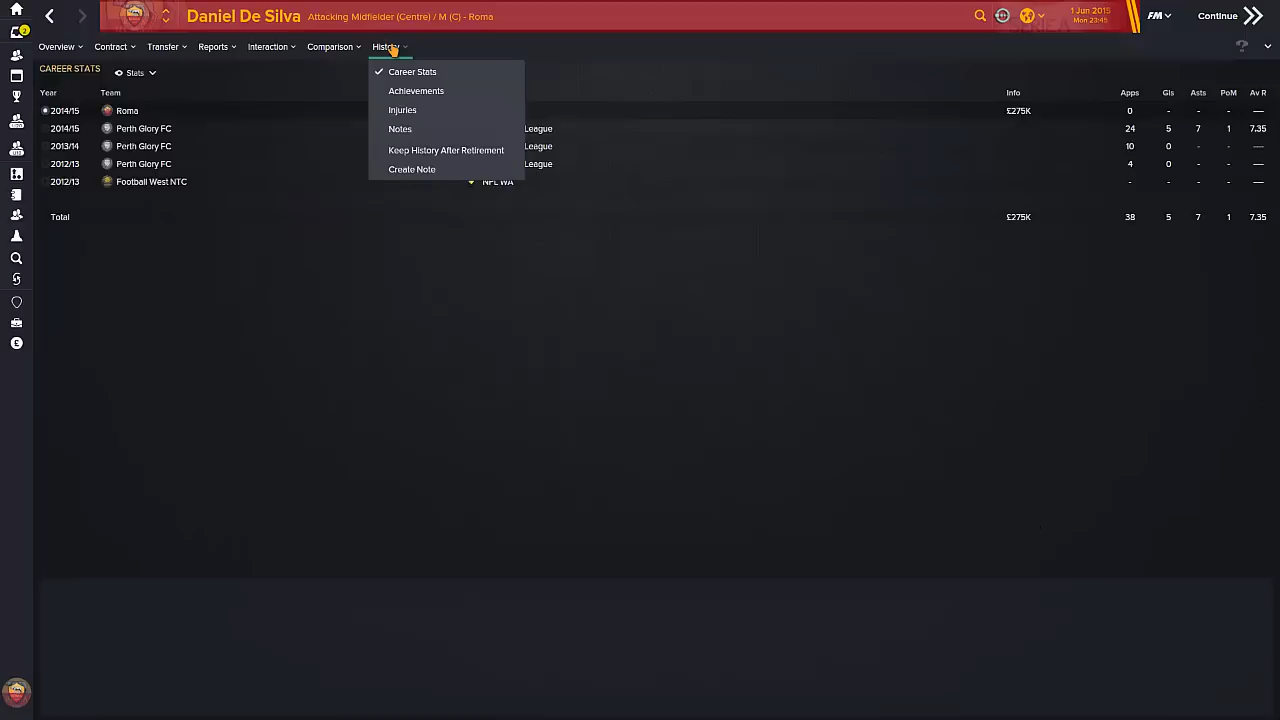 2
Daniel De Silva Attacking Midfielder (Centre) / M (C) - Roma
1 Jun 2015
Mon 23:45
FM
Continue
Overview Contract Transfer Reports Interaction Comparison History
CAREER STATS Stats
Career Stats
Achievements
Injuries
Notes
Keep History After Retirement
Create Note
Year Team Info Apps Gls Asts PoM Av R
2014/15 Roma £275K 0 - - - —
2014/15 Perth Glory FC League 24 5 7 1 7.35
2013/14 Perth Glory FC League 10 0 - - —
2012/13 Perth Glory FC League 4 0 - - —
2012/13 Football West NTC NPL WA - - - - —
Total £275K 38 5 7 1 7.35